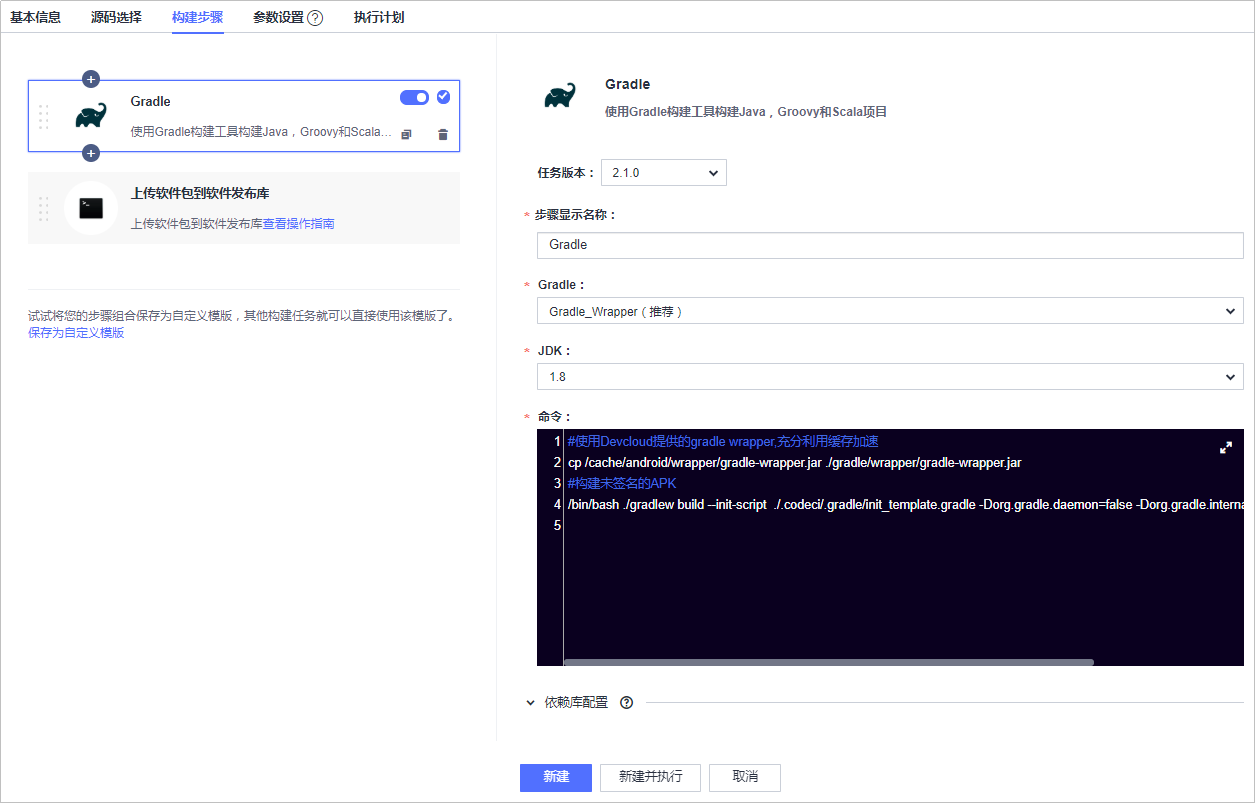 基本信息 源码选择 构建步骤 参数设置 ? 执行计划
Gradle
使用Gradle构建工具构建Java，Groovy和Scala...
上传软件包到软件发布库
上传软件包到软件发布库查看操作指南
试试将您的步骤组合保存为自定义模版，其他构建任务就可以直接使用该模版了。
保存为自定义模版
Gradle
使用Gradle构建工具构建Java，Groovy和Scala项目
任务版本： 2.1.0
* 步骤显示名称：
Gradle
* Gradle：
Gradle_Wrapper（推荐）
* JDK：
1.8
* 命令：
1 #使用Devcloud提供的gradle wrapper,充分利用缓存加速
2 cp /cache/android/wrapper/gradle-wrapper.jar ./gradle/wrapper/gradle-wrapper.jar
3 #构建未签名的APK
4 /bin/bash ./gradlew build --init-script ./.codeci/.gradle/init_template.gradle -Dorg.gradle.daemon=false -Dorg.gradle.interna
5
依赖库配置 ?
新建 新建并执行 取消